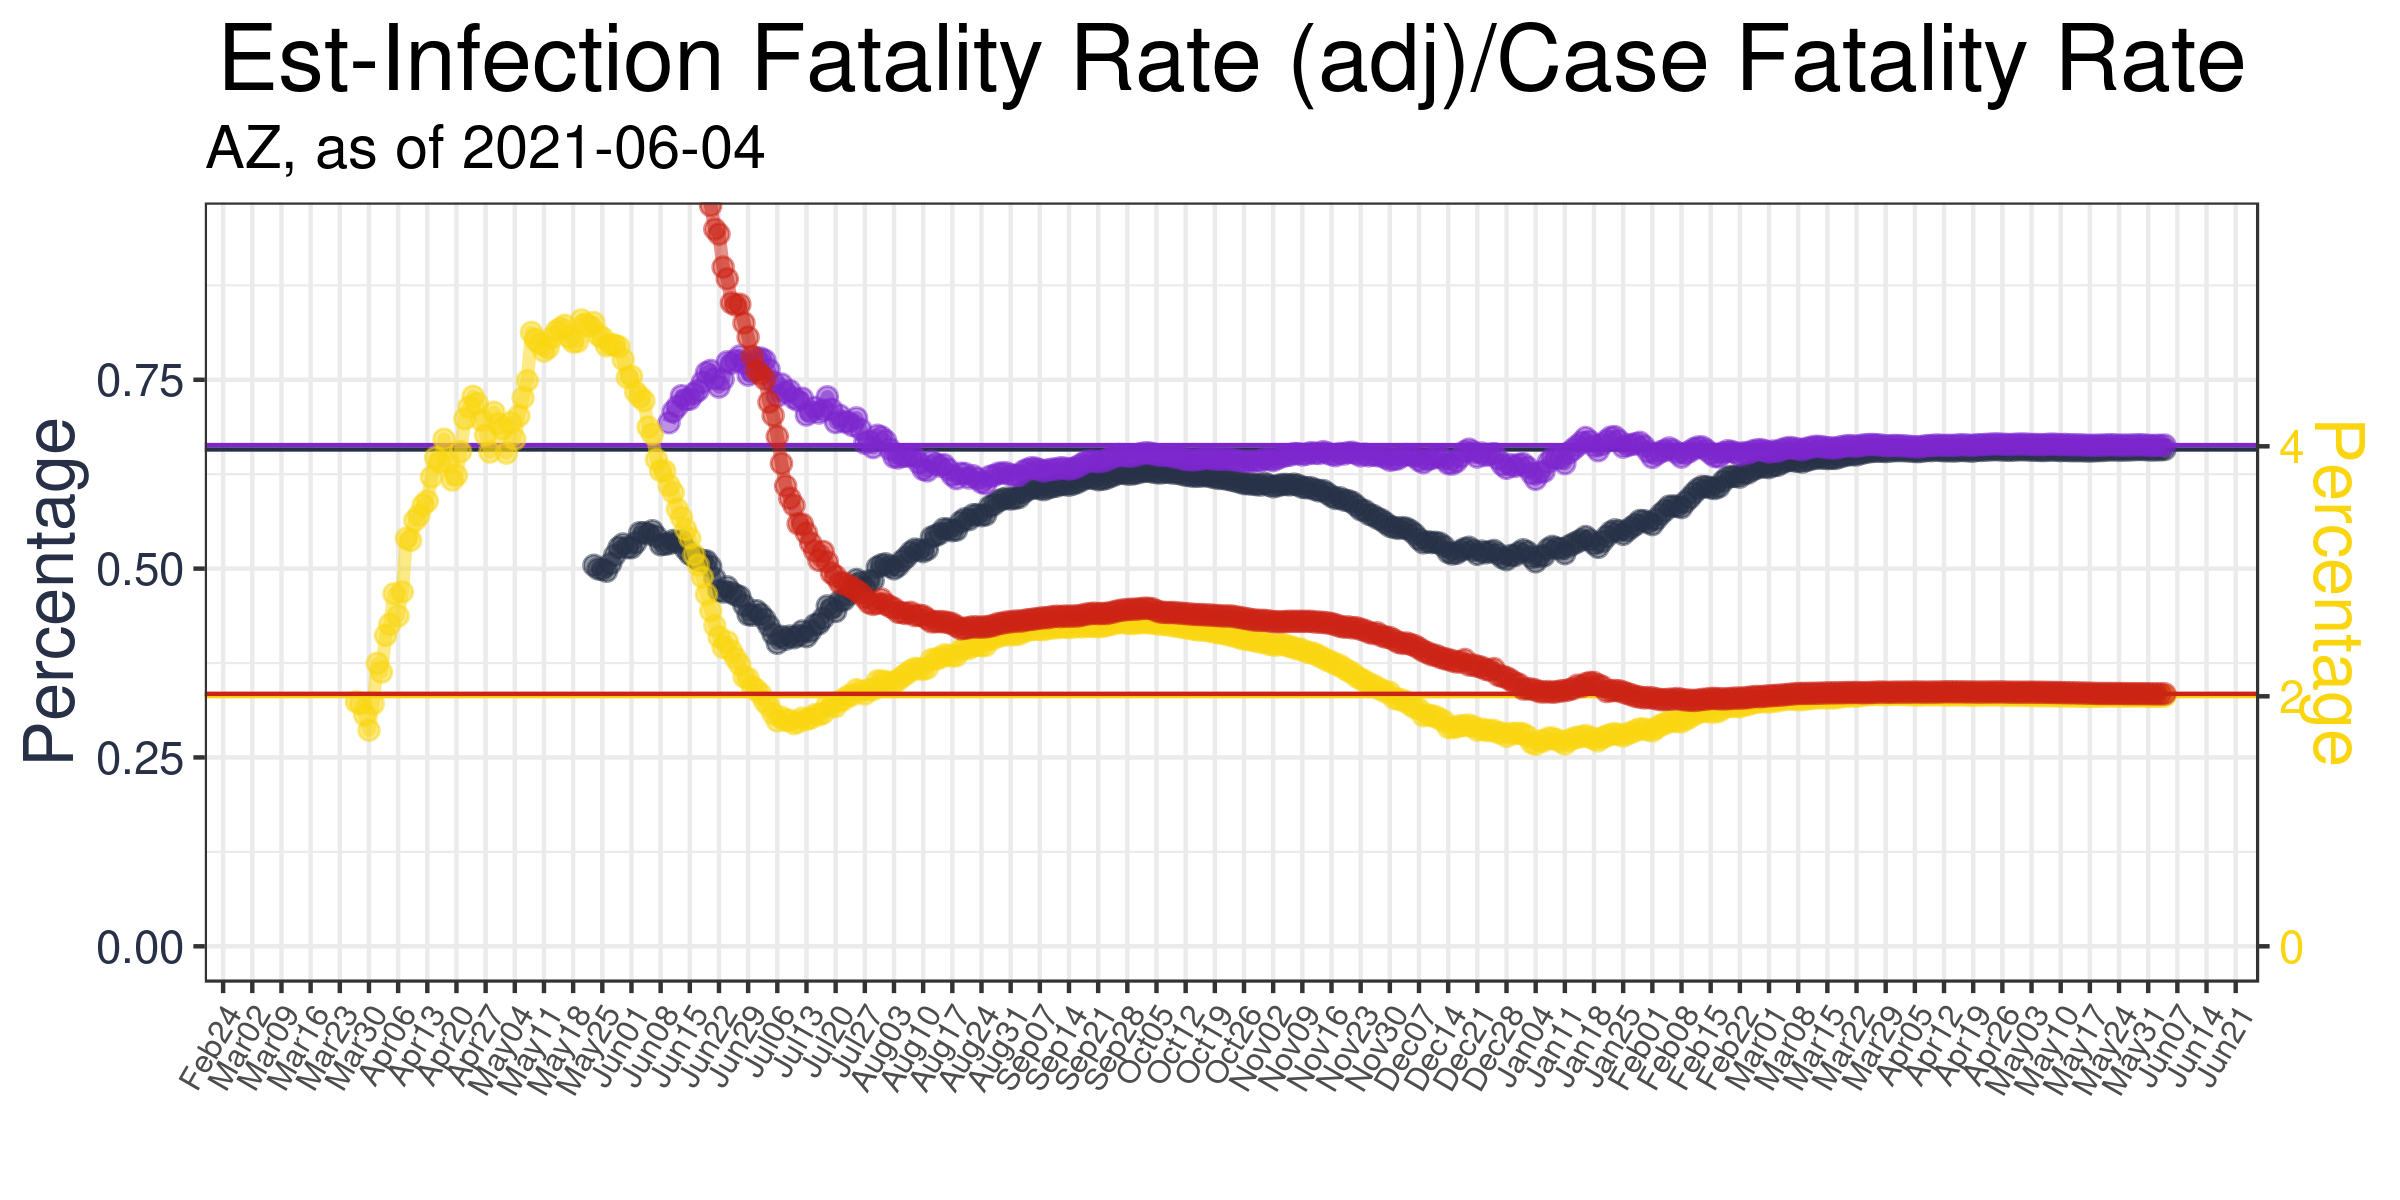 Est-Infection Fatality Rate (adj)/Case Fatality Rate
AZ, as of 2021-06-04
Percentage
0.75
0.50
0.25
0.00
4
2
0
Percentage
Feb24
Mar02
Mar09
Mar16
Mar23
Mar30
Apr06
Apr13
Apr20
Apr27
May04
May11
May18
May25
Jun01
Jun08
Jun15
Jun22
Jun29
Jul06
Jul13
Jul20
Jul27
Aug03
Aug10
Aug17
Aug24
Aug31
Sep07
Sep14
Sep21
Sep28
Oct05
Oct12
Oct19
Oct26
Nov02
Nov09
Nov16
Nov23
Nov30
Dec07
Dec14
Dec21
Dec28
Jan04
Jan11
Jan18
Jan25
Feb01
Feb08
Feb15
Feb22
Mar01
Mar08
Mar15
Mar22
Mar29
Apr05
Apr12
Apr19
Apr26
May03
May10
May17
May24
May31
Jun07
Jun14
Jun21